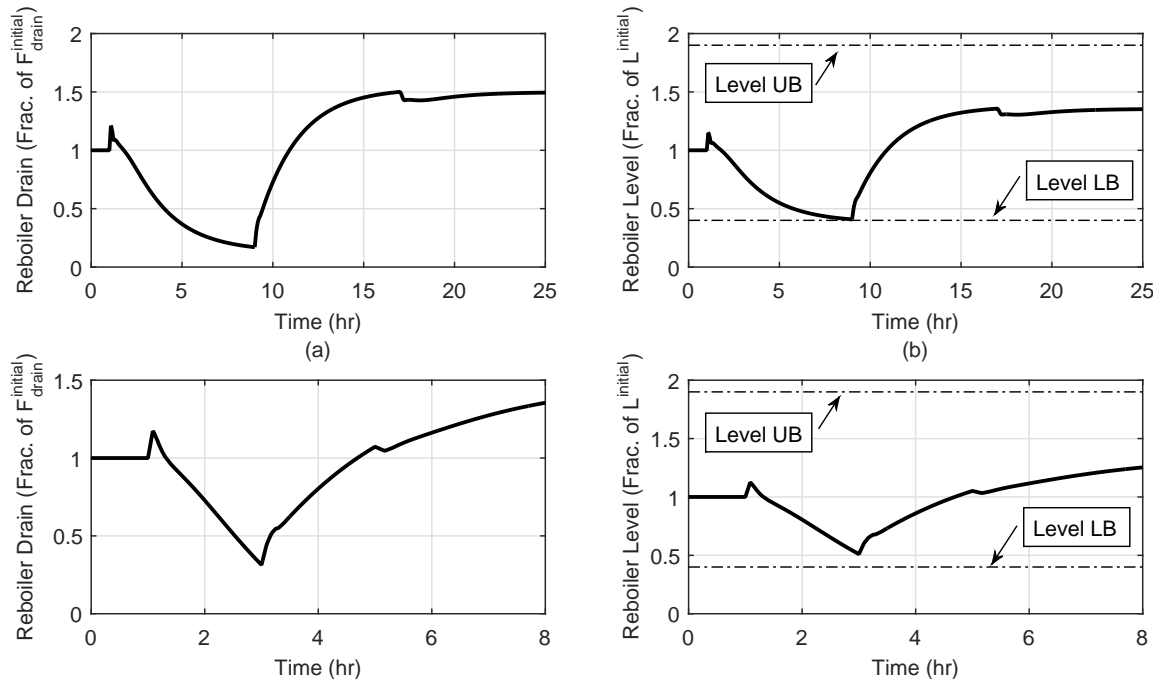 Reboiler Drain (Frac. of F_drain^initial)
2
1.5
1
0.5
0
0 5 10 15 20 25
Time (hr)
(a)
Reboiler Level (Frac. of L^initial)
2
1.5
1
0.5
0
Level UB
Level LB
0 5 10 15 20 25
Time (hr)
(b)
Reboiler Drain (Frac. of F_drain^initial)
1.5
1
0.5
0
0 2 4 6 8
Time (hr)
Reboiler Level (Frac. of L^initial)
2
1.5
1
0.5
0
Level UB
Level LB
0 2 4 6 8
Time (hr)